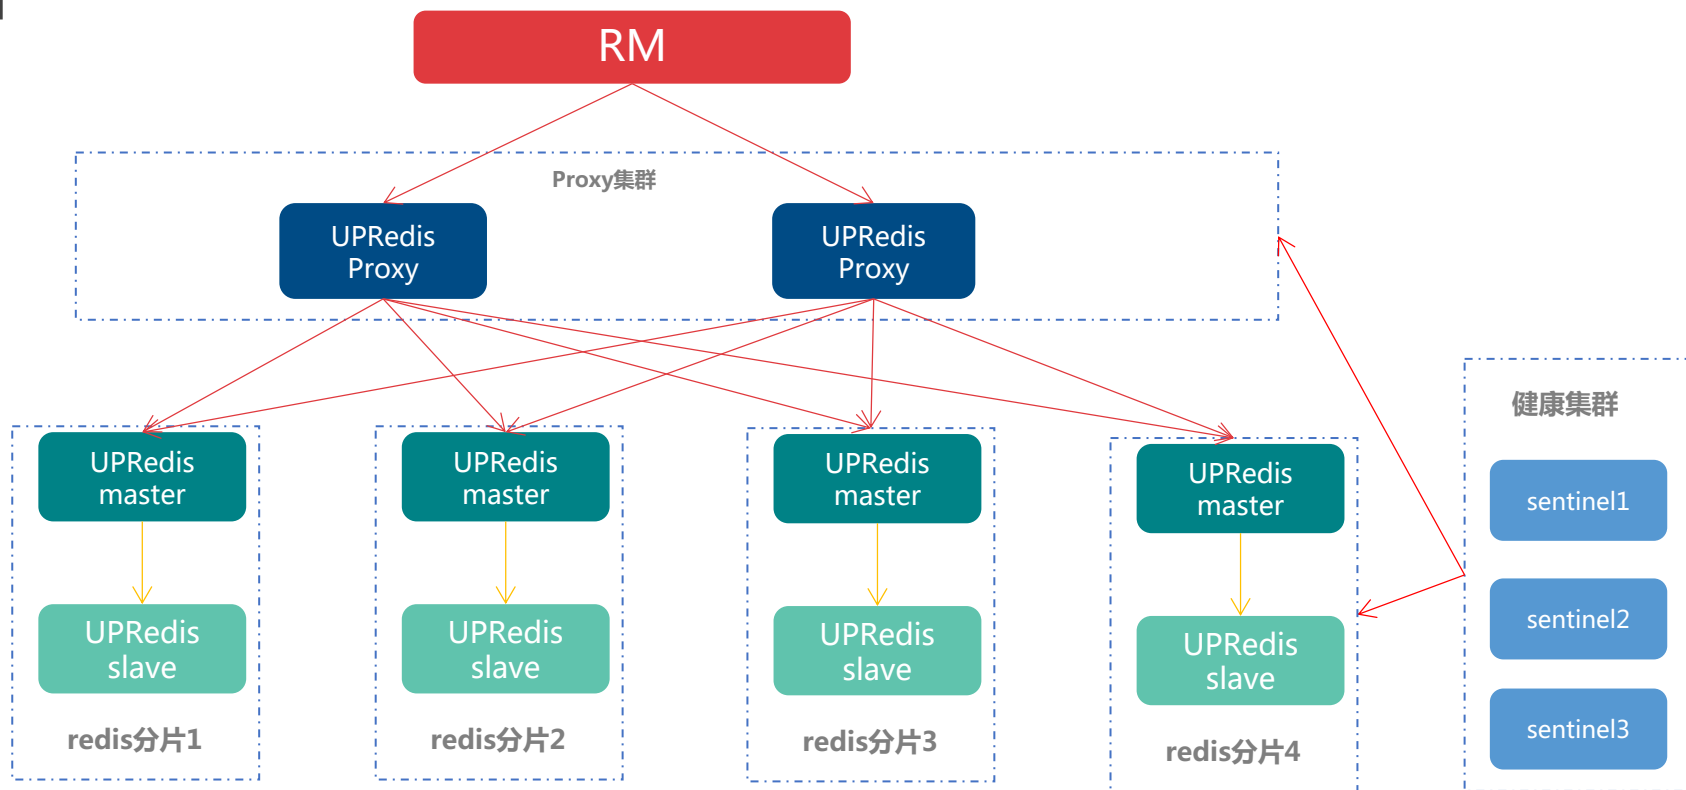 RM
Proxy集群
UPRedis
Proxy
UPRedis
Proxy
健康集群
UPRedis
master
UPRedis
master
UPRedis
master
UPRedis
master
sentinel1
sentinel2
sentinel3
UPRedis
slave
UPRedis
slave
UPRedis
slave
UPRedis
slave
redis分片1
redis分片2
redis分片3
redis分片4